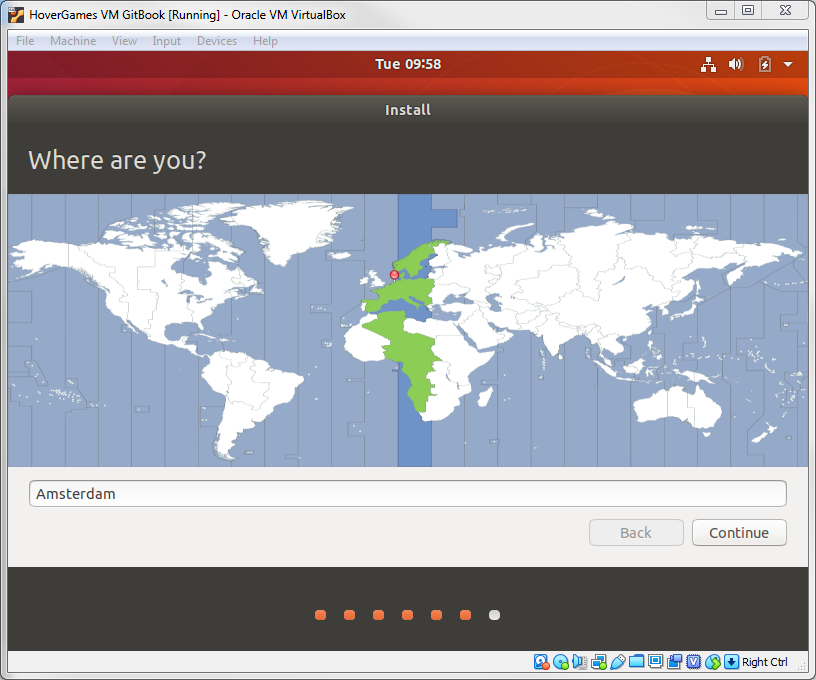 HoverGames VM GitBook [Running] - Oracle VM VirtualBox
File Machine View Input Devices Help
Tue 09:58
Install
Where are you?
Amsterdam
Back Continue
Right Ctrl